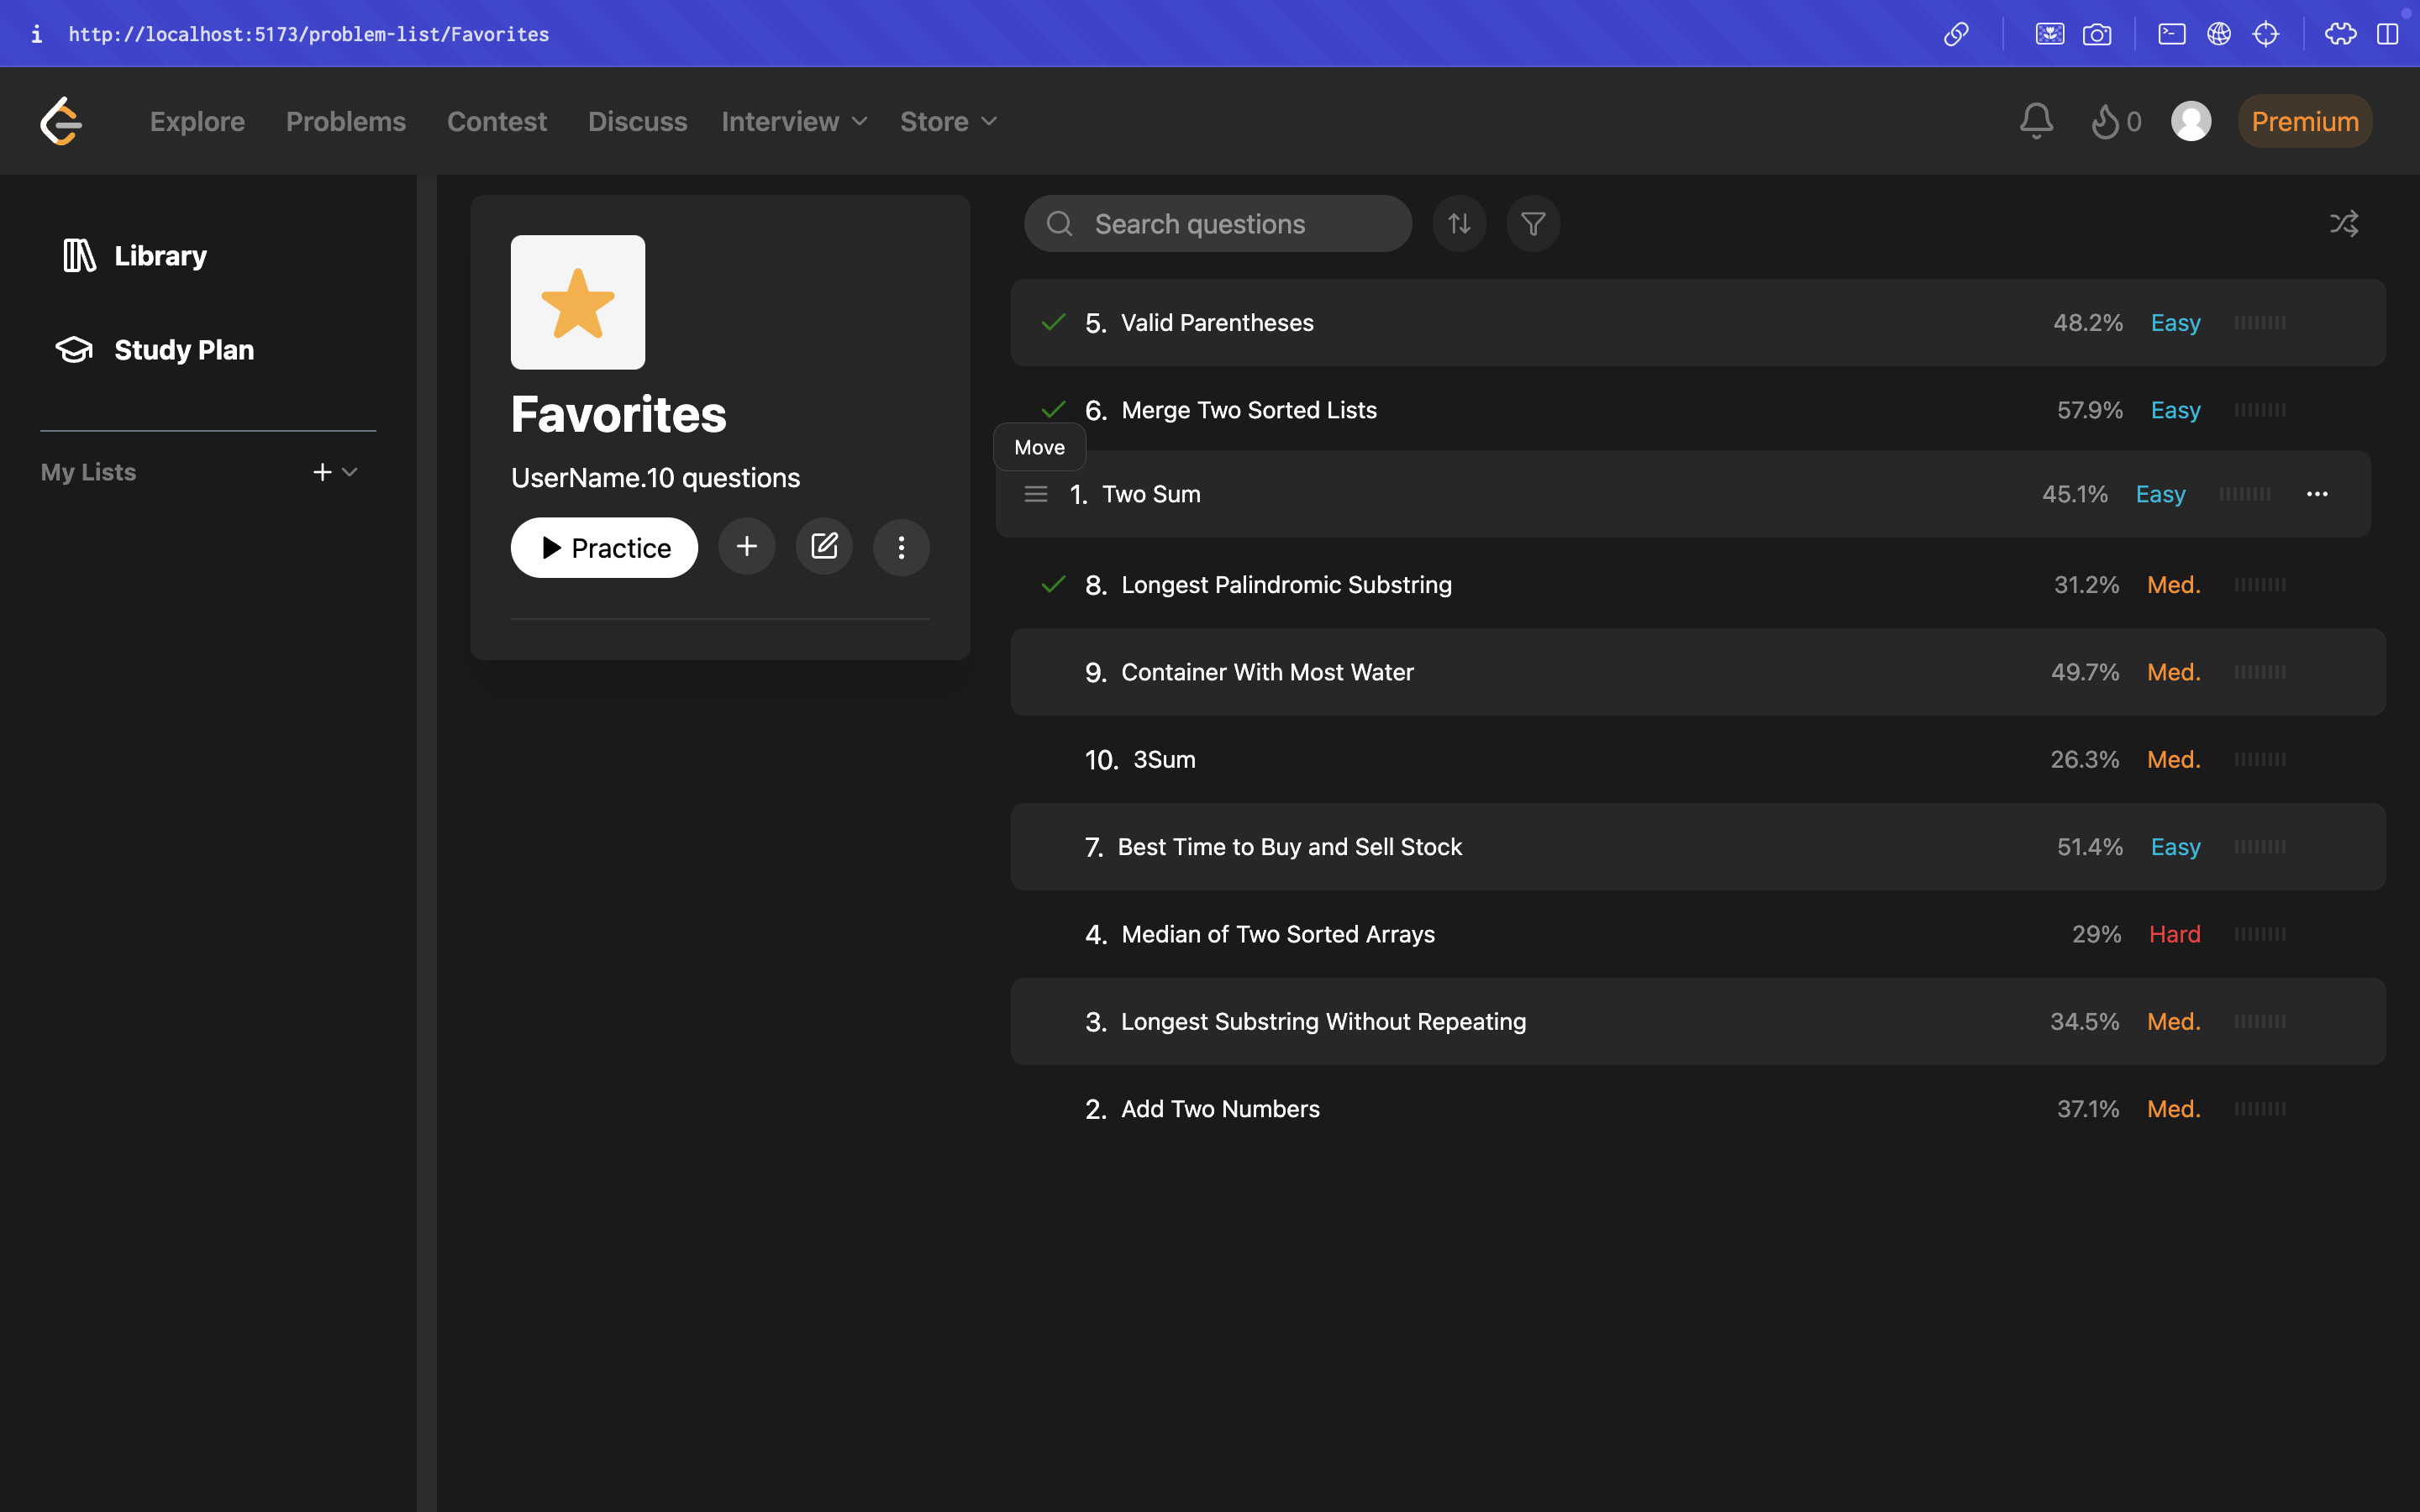 http://localhost:5173/problem-list/Favorites
Explore Problems Contest Discuss Interview Store 0 Premium
Library
Study Plan
My Lists
Favorites
UserName.10 questions
Practice
Search questions
5. Valid Parentheses 48.2% Easy
6. Merge Two Sorted Lists 57.9% Easy
Move
1. Two Sum 45.1% Easy
8. Longest Palindromic Substring 31.2% Med.
9. Container With Most Water 49.7% Med.
10. 3Sum 26.3% Med.
7. Best Time to Buy and Sell Stock 51.4% Easy
4. Median of Two Sorted Arrays 29% Hard
3. Longest Substring Without Repeating 34.5% Med.
2. Add Two Numbers 37.1% Med.